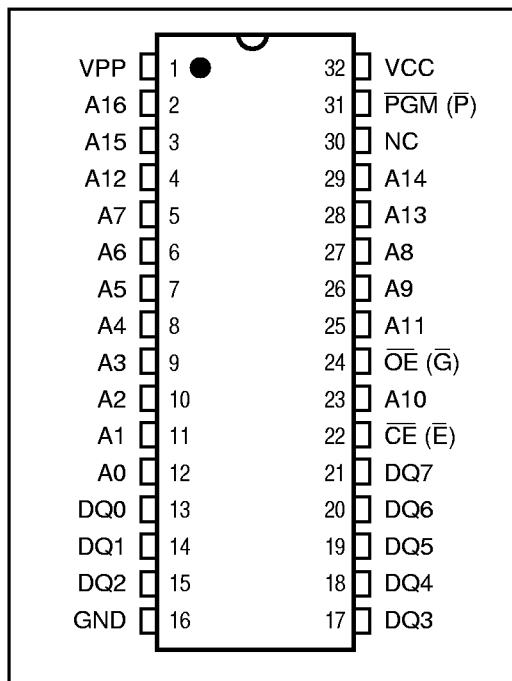 VPP 1 32 VCC
A16 2 31 P̅G̅M̅ (P̅)
A15 3 30 NC
A12 4 29 A14
A7 5 28 A13
A6 6 27 A8
A5 7 26 A9
A4 8 25 A11
A3 9 24 O̅E̅ (G̅)
A2 10 23 A10
A1 11 22 C̅E̅ (E̅)
A0 12 21 DQ7
DQ0 13 20 DQ6
DQ1 14 19 DQ5
DQ2 15 18 DQ4
GND 16 17 DQ3